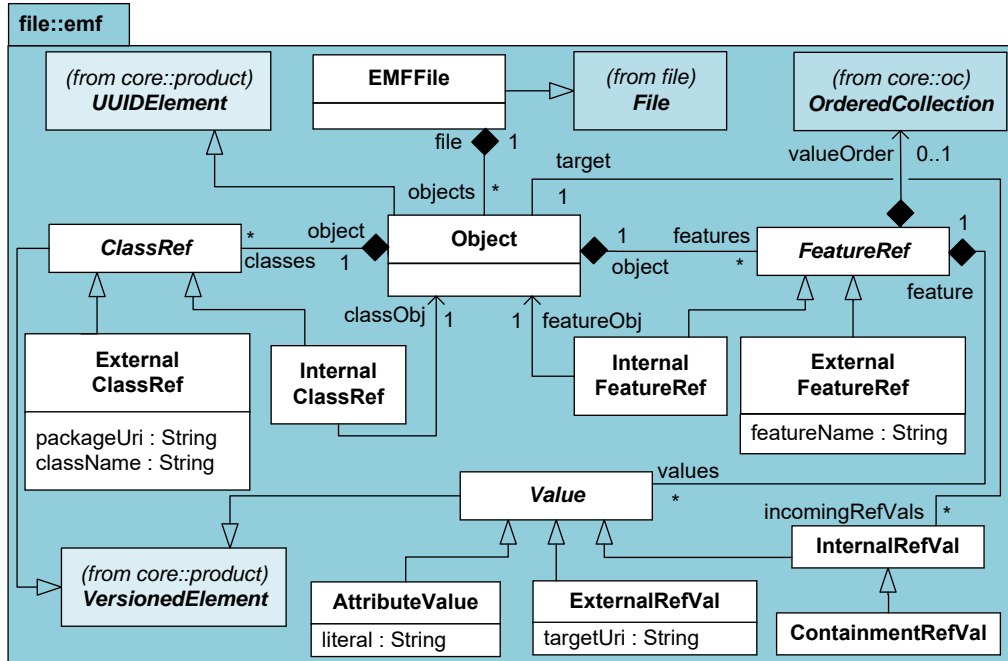 file::emf
(from core::product)
UUIDElement
EMFFile
(from file)
File
(from core::oc)
OrderedCollection
file
1
target
valueOrder
0..1
objects
*
1
ClassRef
*
classes
object
1
Object
1
object
features
*
FeatureRef
1
feature
classObj
1
1
featureObj
External
ClassRef
packageUri : String
className : String
Internal
ClassRef
Internal
FeatureRef
External
FeatureRef
featureName : String
Value
values
*
incomingRefVals
*
InternalRefVal
(from core::product)
VersionedElement
AttributeValue
literal : String
ExternalRefVal
targetUri : String
ContainmentRefVal